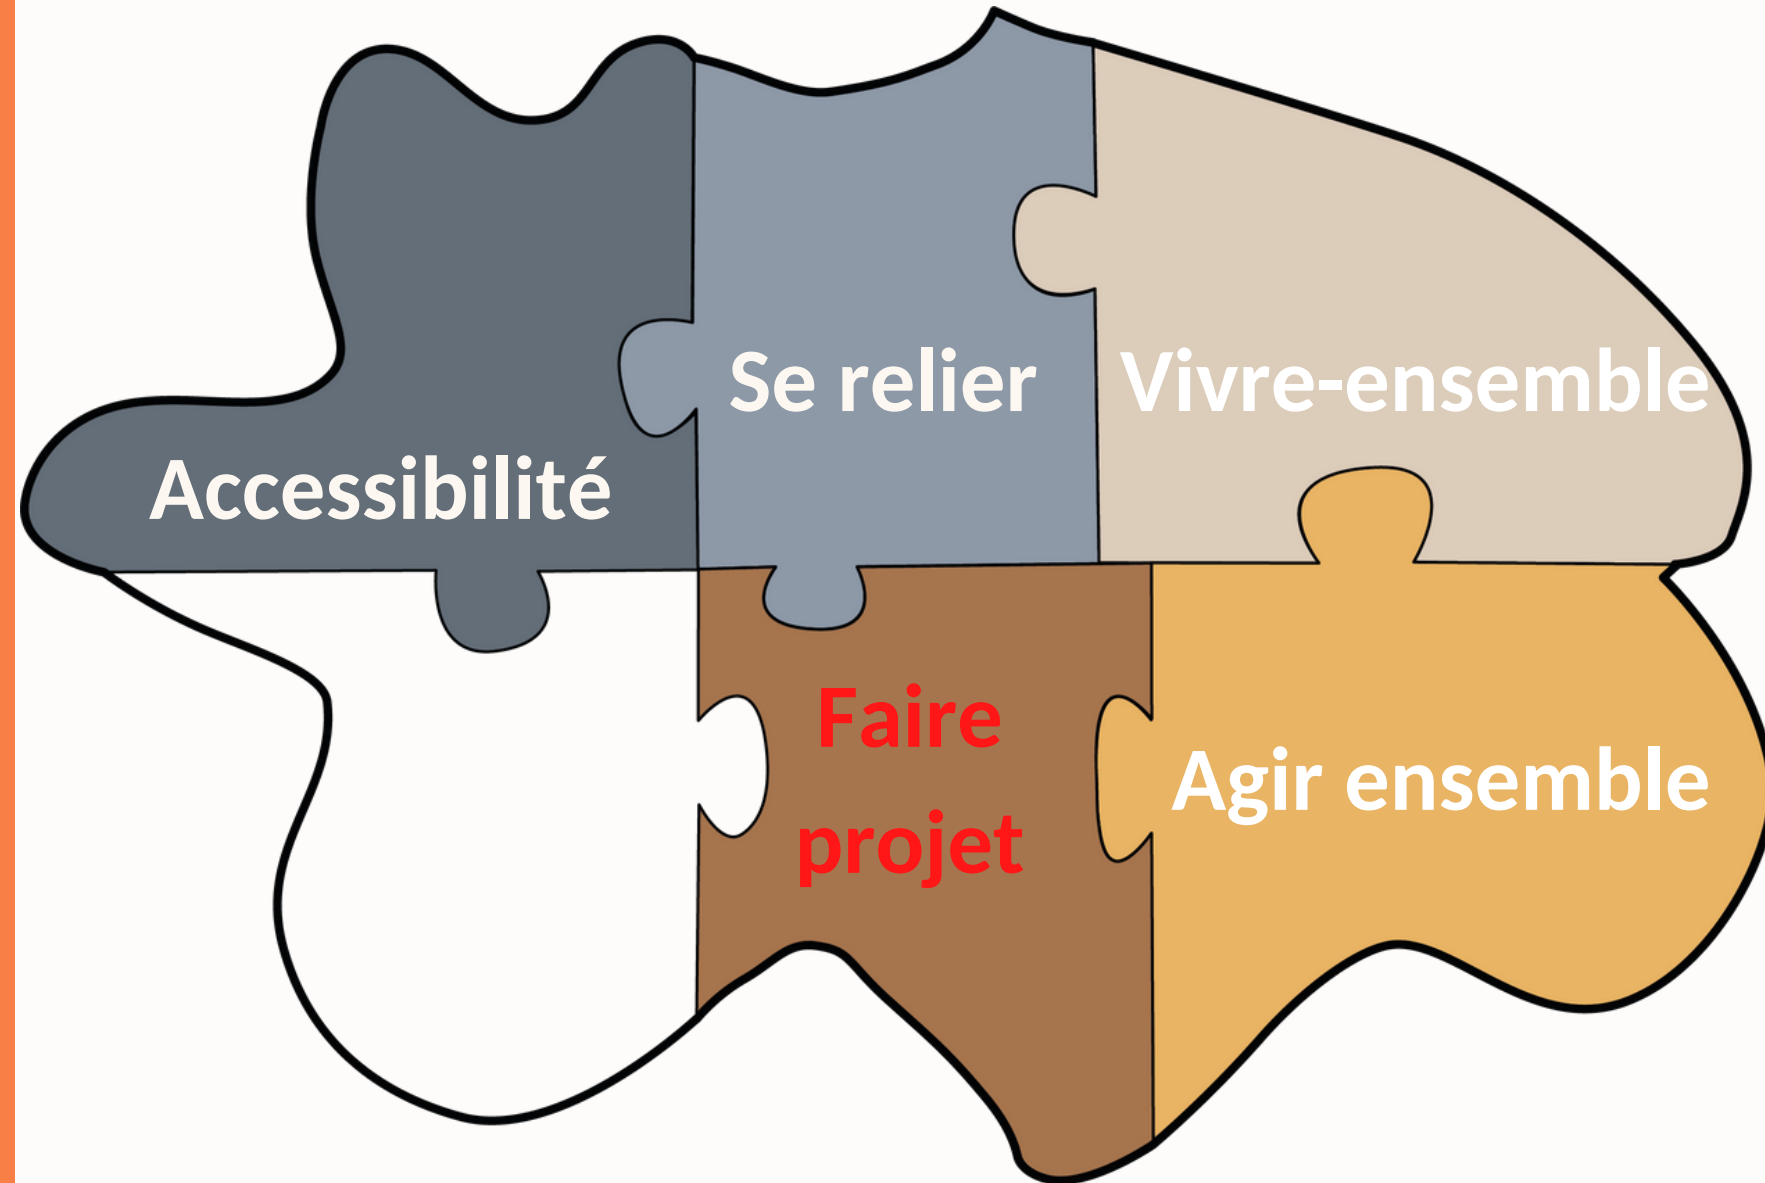 Se relier
Vivre-ensemble
Accessibilité
Faire
projet
Agir ensemble